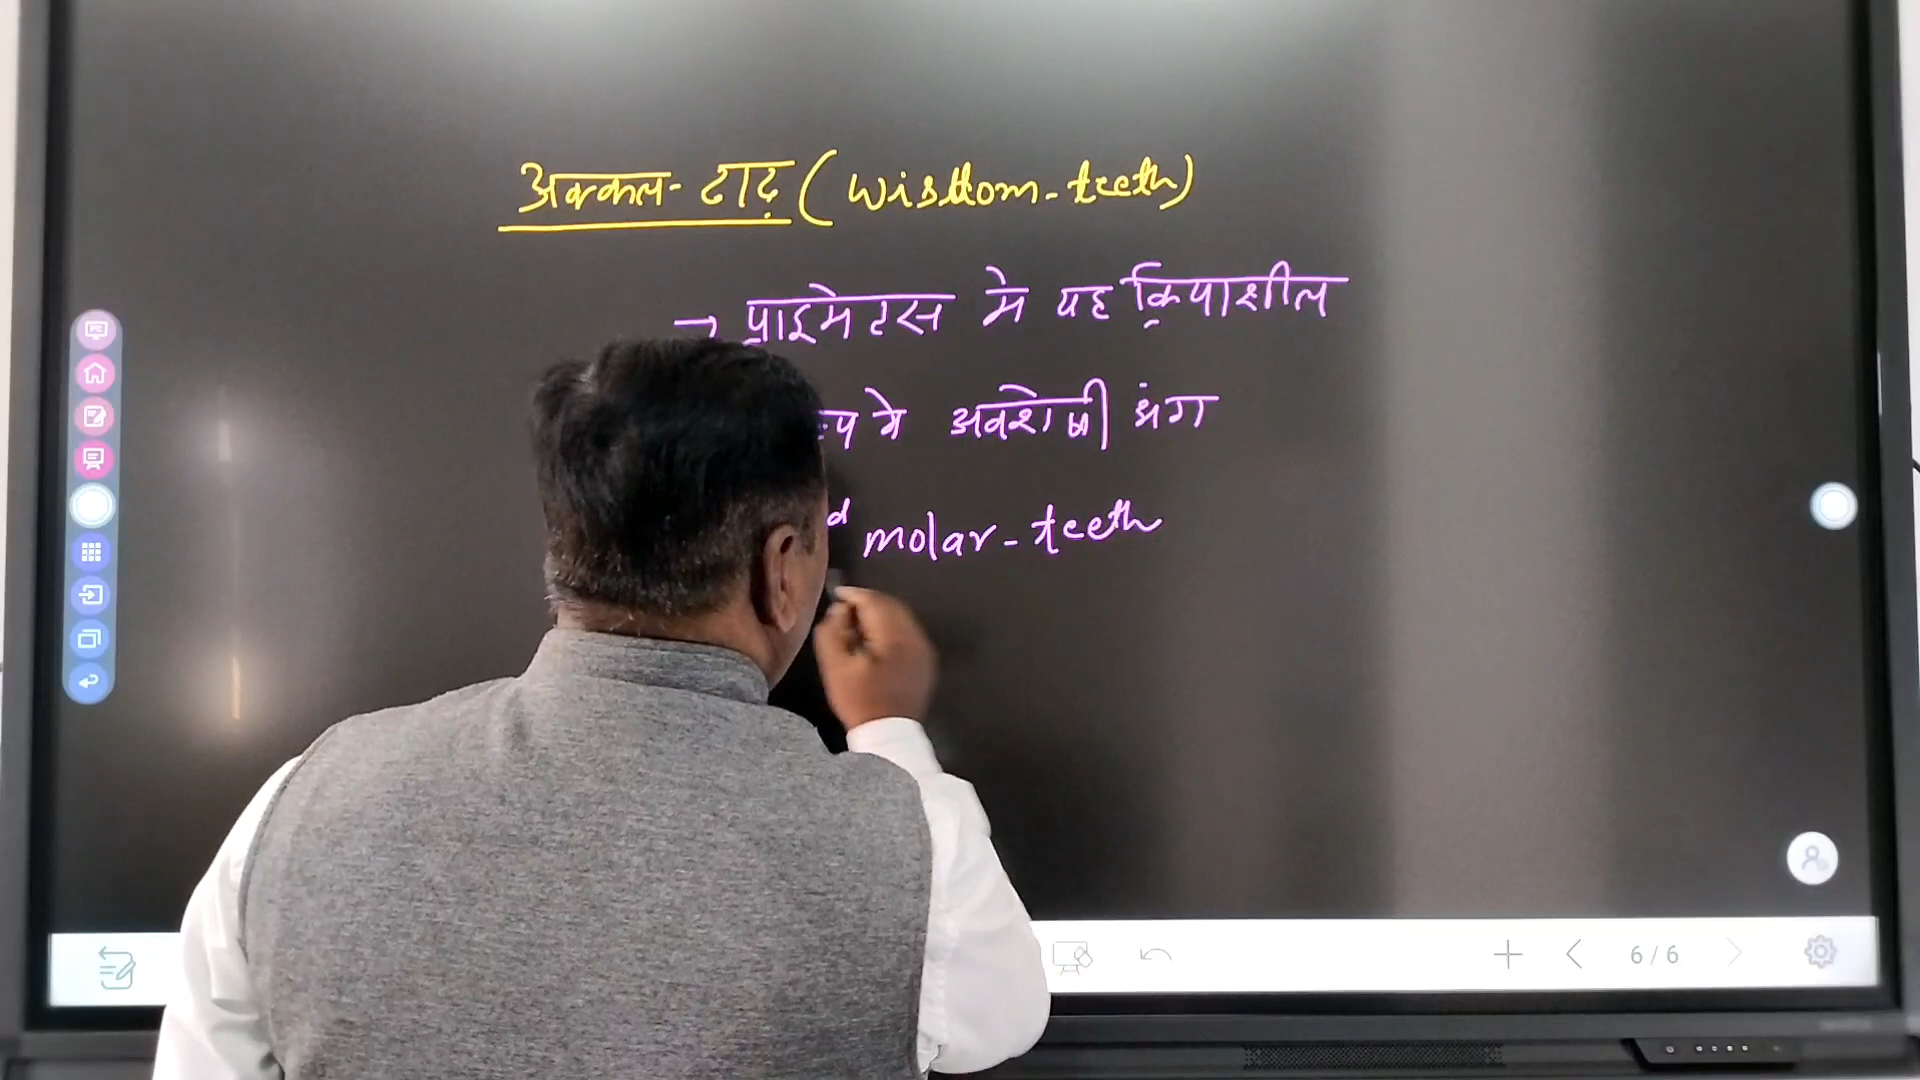 अक्कल-दाढ़ (Wisdom-teeth)
→ प्राइमेटस मे यह क्रियाशील
मे अवशेषी अंग
d molar-teeth
6/6